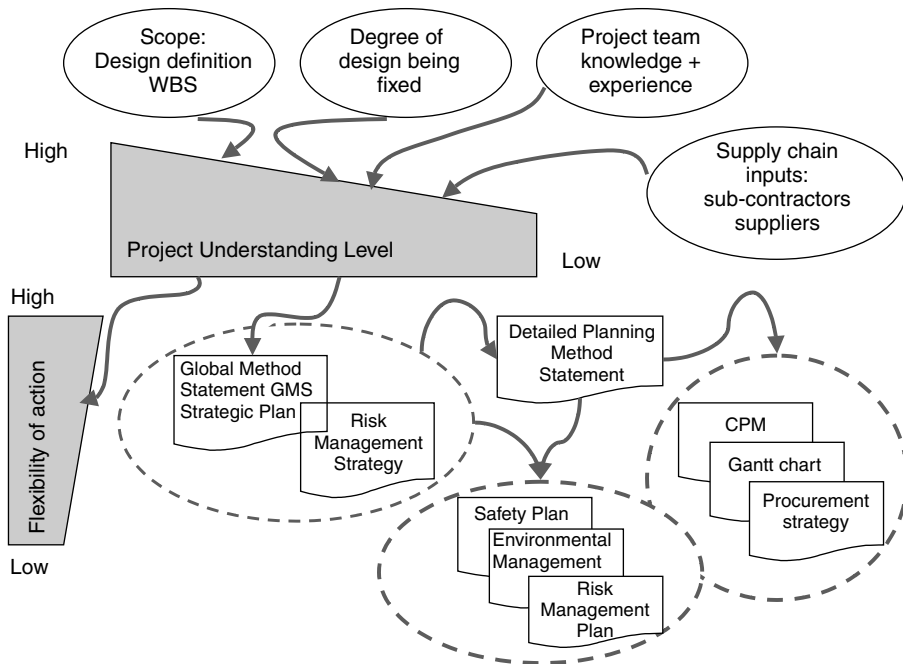 Scope:
Design definition
WBS
Degree of
design being
fixed
Project team
knowledge +
experience
High
Supply chain
inputs:
sub-contractors
suppliers
Project Understanding Level
Low
High
Flexibility of action
Low
Global Method
Statement GMS
Strategic Plan
Risk
Management
Strategy
Detailed Planning
Method
Statement
CPM
Gantt chart
Procurement
strategy
Safety Plan
Environmental
Management
Risk
Management
Plan